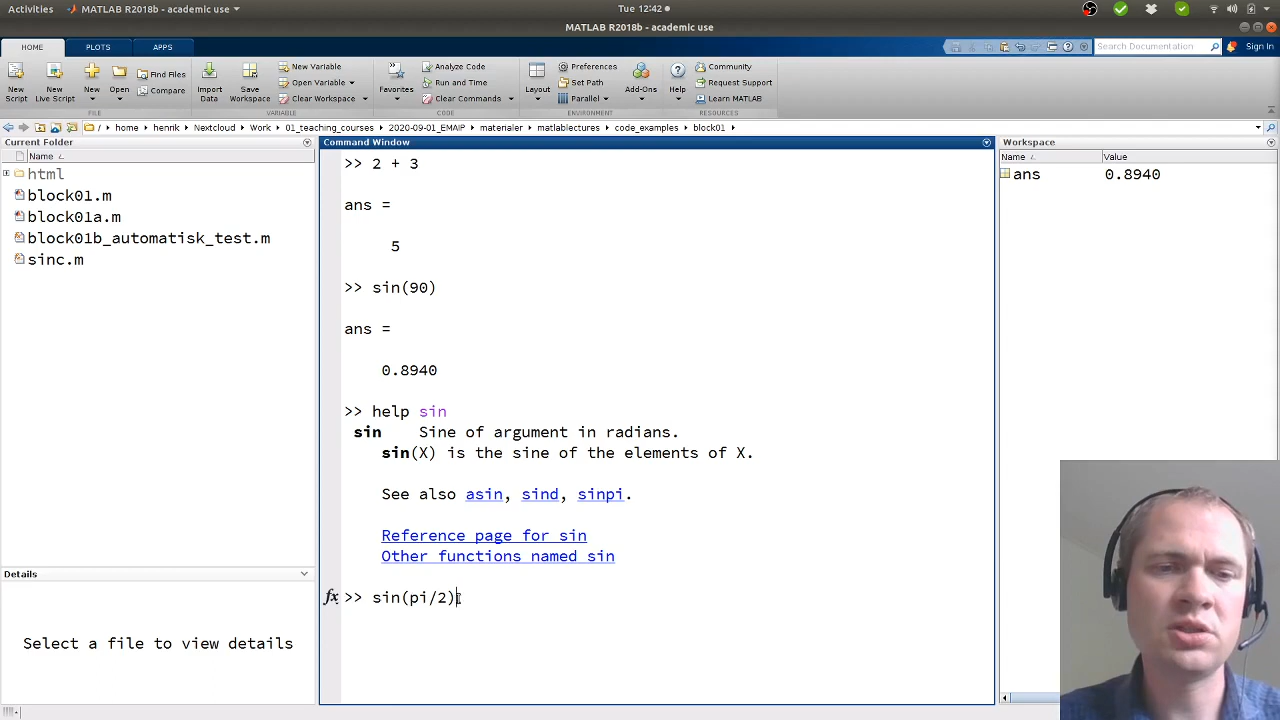 Activities MATLAB R2018b - academic use Tue 12:42
MATLAB R2018b - academic use
HOME PLOTS APPS Search Documentation Sign In
New Script
New Live Script
New
Open
Find Files
Compare
FILE
Import Data
Save Workspace
New Variable
Open Variable
Clear Workspace
VARIABLE
Favorites
Analyze Code
Run and Time
Clear Commands
CODE
Layout
Preferences
Set Path
Parallel
ENVIRONMENT
Add-Ons
Help
Community
Request Support
Learn MATLAB
RESOURCES
/ home henrik Nextcloud Work 01_teaching_courses 2020-09-01_EMAIP materialer matlablectures code_examples block01
Current Folder
Name
html
block01.m
block01a.m
block01b_automatisk_test.m
sinc.m
Details
Select a file to view details
Command Window
>> 2 + 3
ans =
5
>> sin(90)
ans =
0.8940
>> help sin
sin Sine of argument in radians.
sin(X) is the sine of the elements of X.
See also asin, sind, sinpi.
Reference page for sin
Other functions named sin
fx >> sin(pi/2)
Workspace
Name Value
ans 0.8940